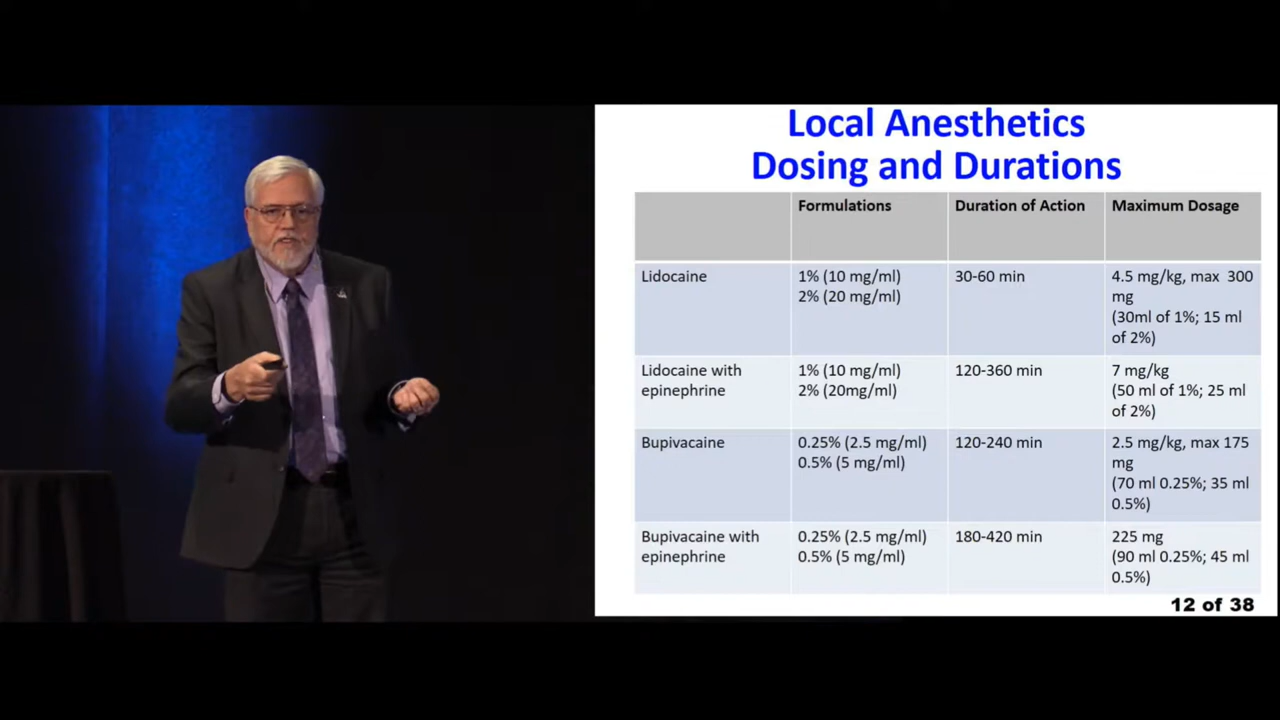 Local Anesthetics
Dosing and Durations
Formulations Duration of Action Maximum Dosage
Lidocaine
1% (10 mg/ml)
2% (20 mg/ml)
30-60 min
4.5 mg/kg, max 300
mg
(30ml of 1%; 15 ml
of 2%)
Lidocaine with
epinephrine
1% (10 mg/ml)
2% (20mg/ml)
120-360 min
7 mg/kg
(50 ml of 1%; 25 ml
of 2%)
Bupivacaine
0.25% (2.5 mg/ml)
0.5% (5 mg/ml)
120-240 min
2.5 mg/kg, max 175
mg
(70 ml 0.25%; 35 ml
0.5%)
Bupivacaine with
epinephrine
0.25% (2.5 mg/ml)
0.5% (5 mg/ml)
180-420 min
225 mg
(90 ml 0.25%; 45 ml
0.5%)
12 of 38